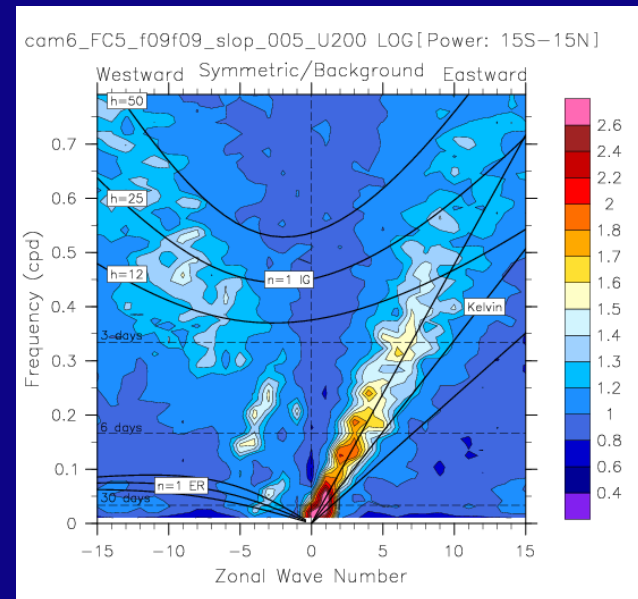 cam6_FC5_f09f09_slop_005_U200 LOG[Power: 15S-15N]
Westward Symmetric/Background Eastward
h=50
h=25
h=12
n=1 IG
Kelvin
3 days
6 days
30 days
n=1 ER
Frequency (cpd)
0.7
0.6
0.5
0.4
0.3
0.2
0.1
0
-15 -10 -5 0 5 10 15
Zonal Wave Number
2.6
2.4
2.2
2
1.8
1.6
1.5
1.4
1.3
1.2
1.1
1
0.8
0.6
0.4